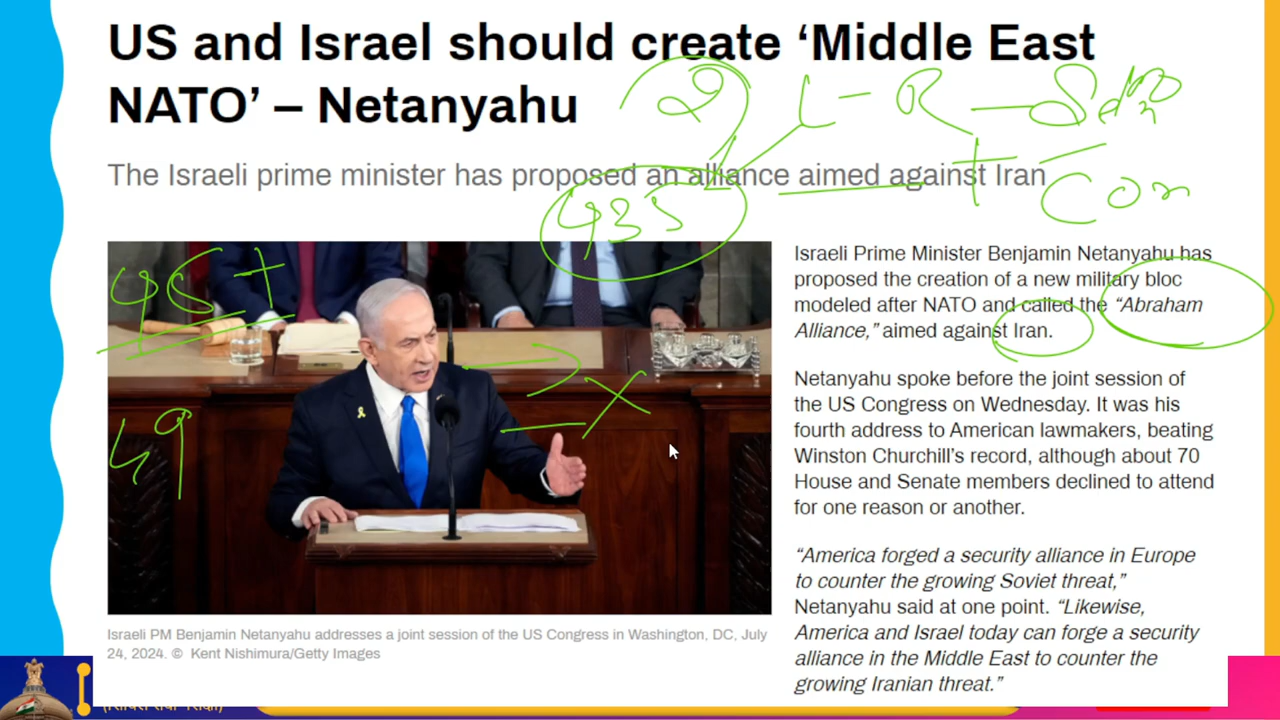 US and Israel should create ‘Middle East
NATO’ – Netanyahu
2 L - R
435
Con
The Israeli prime minister has proposed an alliance aimed against Iran
45+
49
Israeli PM Benjamin Netanyahu addresses a joint session of the US Congress in Washington, DC, July
24, 2024. © Kent Nishimura/Getty Images
Israeli Prime Minister Benjamin Netanyahu has
proposed the creation of a new military bloc
modeled after NATO and called the “Abraham
Alliance,” aimed against Iran.
Netanyahu spoke before the joint session of
the US Congress on Wednesday. It was his
fourth address to American lawmakers, beating
Winston Churchill’s record, although about 70
House and Senate members declined to attend
for one reason or another.
“America forged a security alliance in Europe
to counter the growing Soviet threat,”
Netanyahu said at one point. “Likewise,
America and Israel today can forge a security
alliance in the Middle East to counter the
growing Iranian threat.”